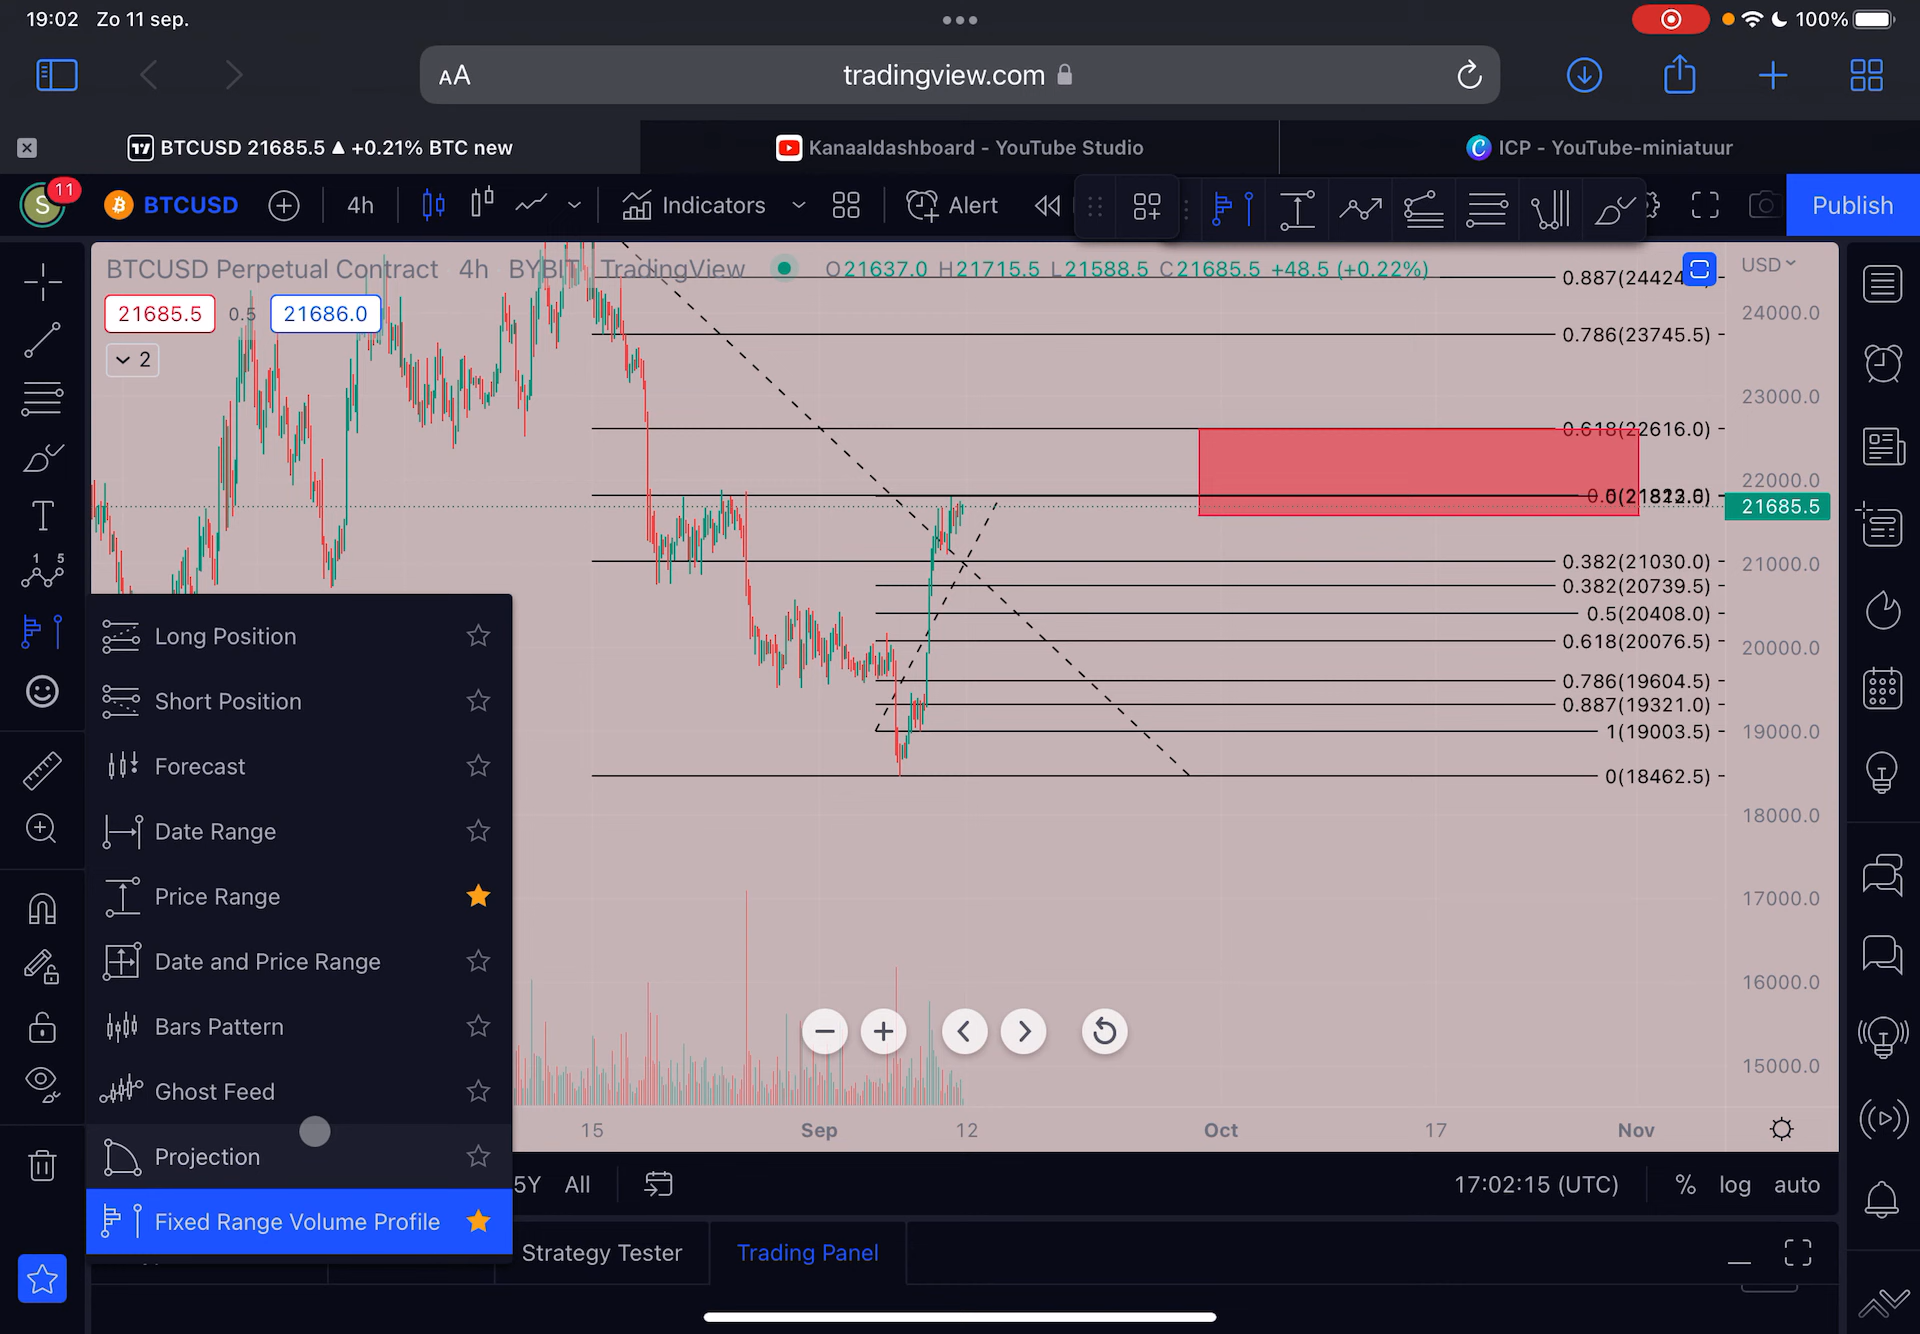 19:02 Zo 11 sep.
100%
AA
tradingview.com
BTCUSD 21685.5 ▲ +0.21% BTC new
Kanaaldashboard - YouTube Studio
ICP - YouTube-miniatuur
S
11
BTCUSD
4h
Indicators
Alert
Publish
BTCUSD Perpetual Contract 4h BYBIT TradingView
O21637.0 H21715.5 L21588.5 C21685.5 +48.5 (+0.22%)
21685.5
0.5
21686.0
2
USD
0.887(24424
0.786(23745.5)
0.618(22616.0)
0.382(21030.0)
0.382(20739.5)
0.5(20408.0)
0.618(20076.5)
0.786(19604.5)
0.887(19321.0)
1(19003.5)
0(18462.5)
24000.0
23000.0
22000.0
21685.5
21000.0
20000.0
19000.0
18000.0
17000.0
16000.0
15000.0
T
1 5
Long Position
Short Position
Forecast
Date Range
Price Range
Date and Price Range
Bars Pattern
Ghost Feed
Projection
Fixed Range Volume Profile
15
Sep
12
Oct
17
Nov
5Y
All
17:02:15 (UTC)
%
log
auto
Strategy Tester
Trading Panel